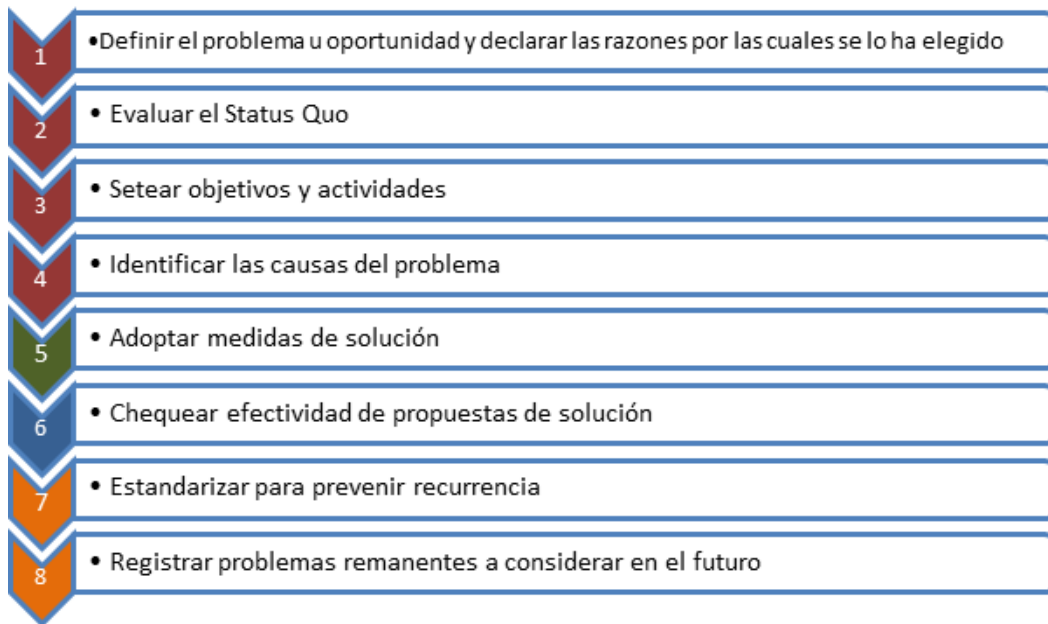 1 •Definir el problema u oportunidad y declarar las razones por las cuales se lo ha elegido
2 • Evaluar el Status Quo
3 • Setear objetivos y actividades
4 • Identificar las causas del problema
5 • Adoptar medidas de solución
6 • Chequear efectividad de propuestas de solución
7 • Estandarizar para prevenir recurrencia
8 • Registrar problemas remanentes a considerar en el futuro